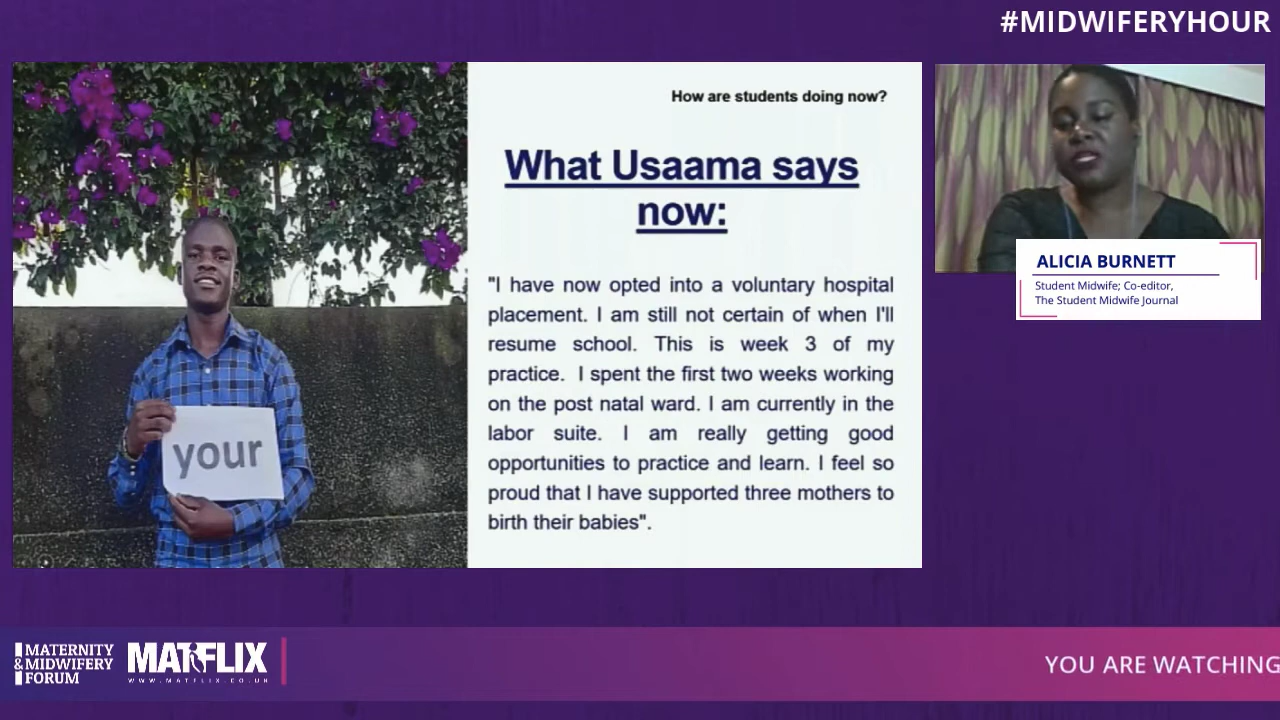 #MIDWIFERYHOUR
How are students doing now?
What Usaama says
now:
"I have now opted into a voluntary hospital
placement. I am still not certain of when I'll
resume school. This is week 3 of my
practice. I spent the first two weeks working
on the post natal ward. I am currently in the
labor suite. I am really getting good
opportunities to practice and learn. I feel so
proud that I have supported three mothers to
birth their babies".
your
ALICIA BURNETT
Student Midwife; Co-editor,
The Student Midwife Journal
MATERNITY
&MIDWIFERY
FORUM
MATFLIX
WWW.MATFLIX.CO.UK
YOU ARE WATCHING